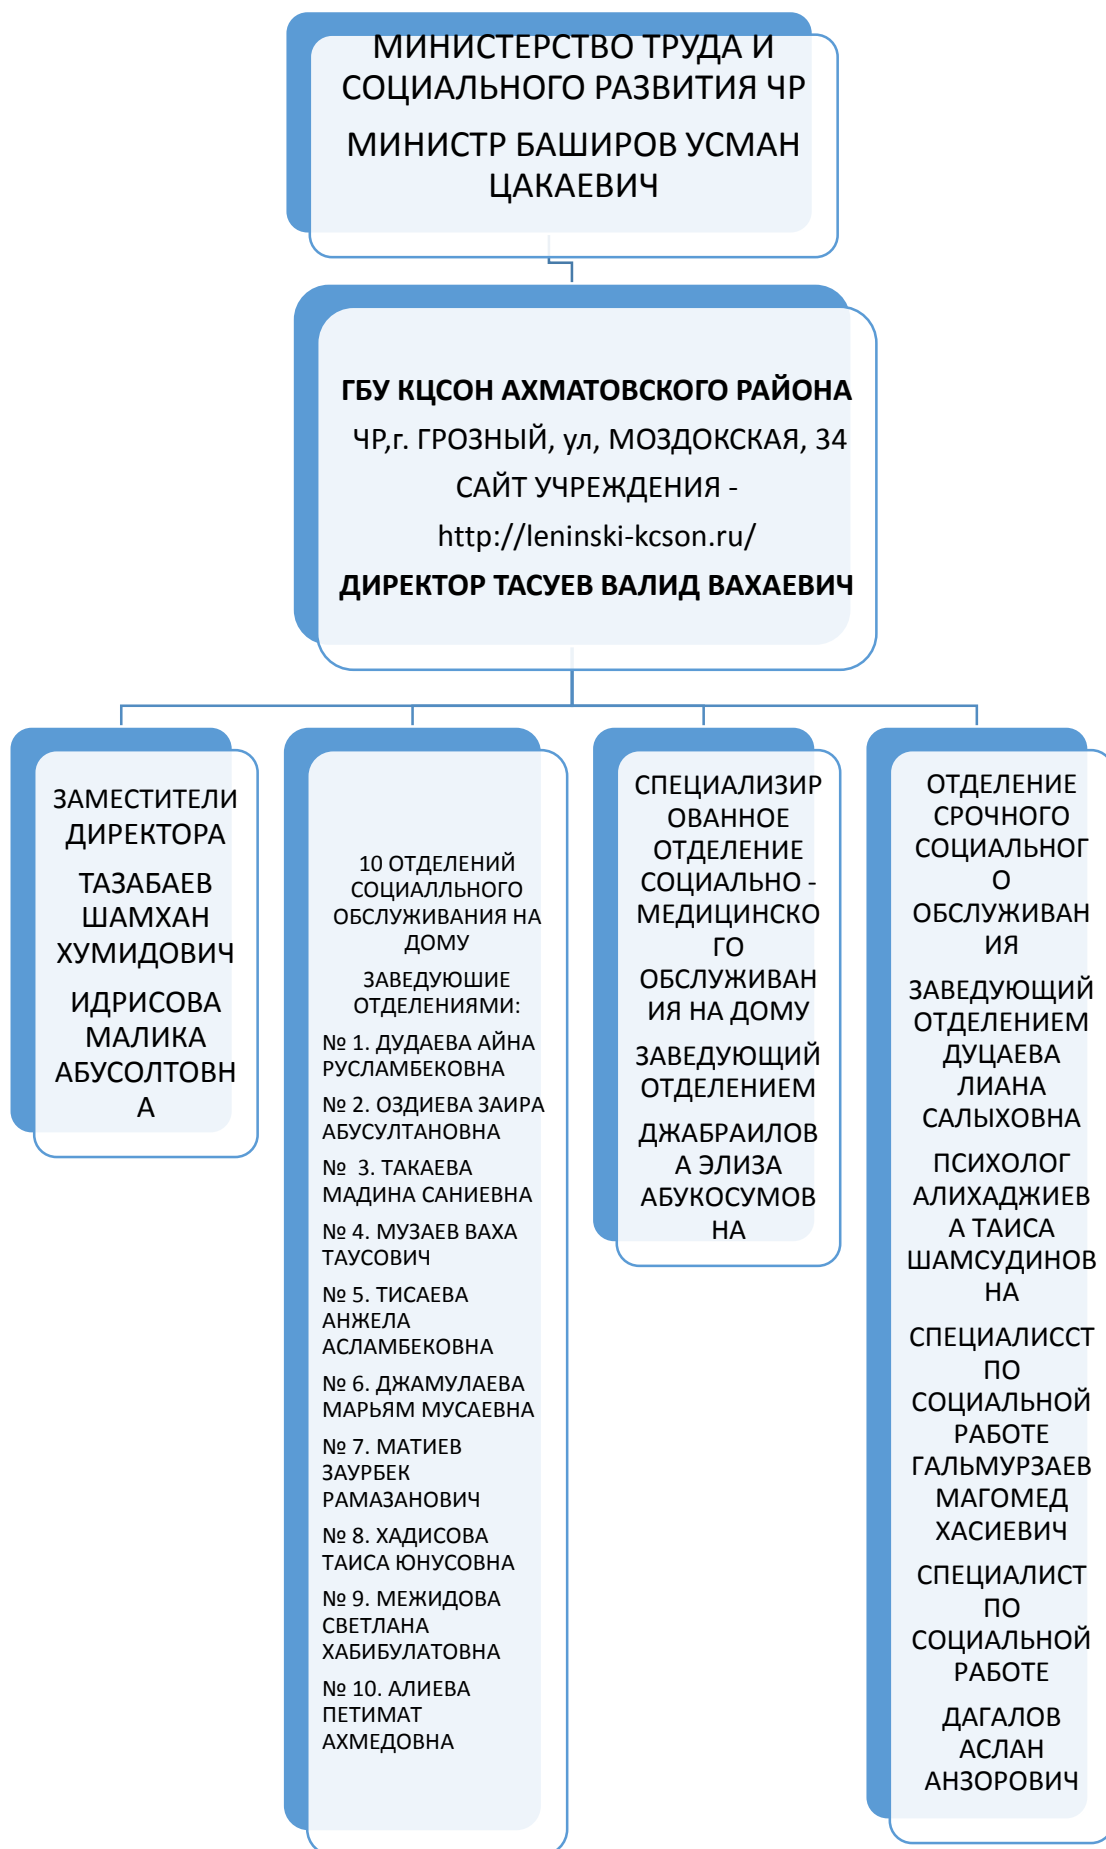 МИНИСТЕРСТВО ТРУДА И
СОЦИАЛЬНОГО РАЗВИТИЯ ЧР
МИНИСТР БАШИРОВ УСМАН
ЦАКАЕВИЧ
ГБУ КЦСОН АХМАТОВСКОГО РАЙОНА
ЧР,г. ГРОЗНЫЙ, ул, МОЗДОКСКАЯ, 34
САЙТ УЧРЕЖДЕНИЯ -
http://leninski-kcson.ru/
ДИРЕКТОР ТАСУЕВ ВАЛИД ВАХАЕВИЧ
ЗАМЕСТИТЕЛИ
ДИРЕКТОРА
ТАЗАБАЕВ
ШАМХАН
ХУМИДОВИЧ
ИДРИСОВА
МАЛИКА
АБУСОЛТОВН
А
10 ОТДЕЛЕНИЙ
СОЦИАЛЛЬНОГО
ОБСЛУЖИВАНИЯ НА
ДОМУ
ЗАВЕДУЮШИЕ
ОТДЕЛЕНИЯМИ:
№ 1. ДУДАЕВА АЙНА
РУСЛАМБЕКОВНА
№ 2. ОЗДИЕВА ЗАИРА
АБУСУЛТАНОВНА
№  3. ТАКАЕВА
МАДИНА САНИЕВНА
№ 4. МУЗАЕВ ВАХА
ТАУСОВИЧ
№ 5. ТИСАЕВА
АНЖЕЛА
АСЛАМБЕКОВНА
№ 6. ДЖАМУЛАЕВА
МАРЬЯМ МУСАЕВНА
№ 7. МАТИЕВ
ЗАУРБЕК
РАМАЗАНОВИЧ
№ 8. ХАДИСОВА
ТАИСА ЮНУСОВНА
№ 9. МЕЖИДОВА
СВЕТЛАНА
ХАБИБУЛАТОВНА
№ 10. АЛИЕВА
ПЕТИМАТ
АХМЕДОВНА
СПЕЦИАЛИЗИР
ОВАННОЕ
ОТДЕЛЕНИЕ
СОЦИАЛЬНО -
МЕДИЦИНСКО
ГО
ОБСЛУЖИВАН
ИЯ НА ДОМУ
ЗАВЕДУЮЩИЙ
ОТДЕЛЕНИЕМ
ДЖАБРАИЛОВ
А ЭЛИЗА
АБУКОСУМОВ
НА
ОТДЕЛЕНИЕ
СРОЧНОГО
СОЦИАЛЬНОГ
О
ОБСЛУЖИВАН
ИЯ
ЗАВЕДУЮЩИЙ
ОТДЕЛЕНИЕМ
ДУЦАЕВА
ЛИАНА
САЛЫХОВНА
ПСИХОЛОГ
АЛИХАДЖИЕВ
А ТАИСА
ШАМСУДИНОВ
НА
СПЕЦИАЛИССТ
ПО
СОЦИАЛЬНОЙ
РАБОТЕ
ГАЛЬМУРЗАЕВ
МАГОМЕД
ХАСИЕВИЧ
СПЕЦИАЛИСТ
ПО
СОЦИАЛЬНОЙ
РАБОТЕ
ДАГАЛОВ
АСЛАН
АНЗОРОВИЧ